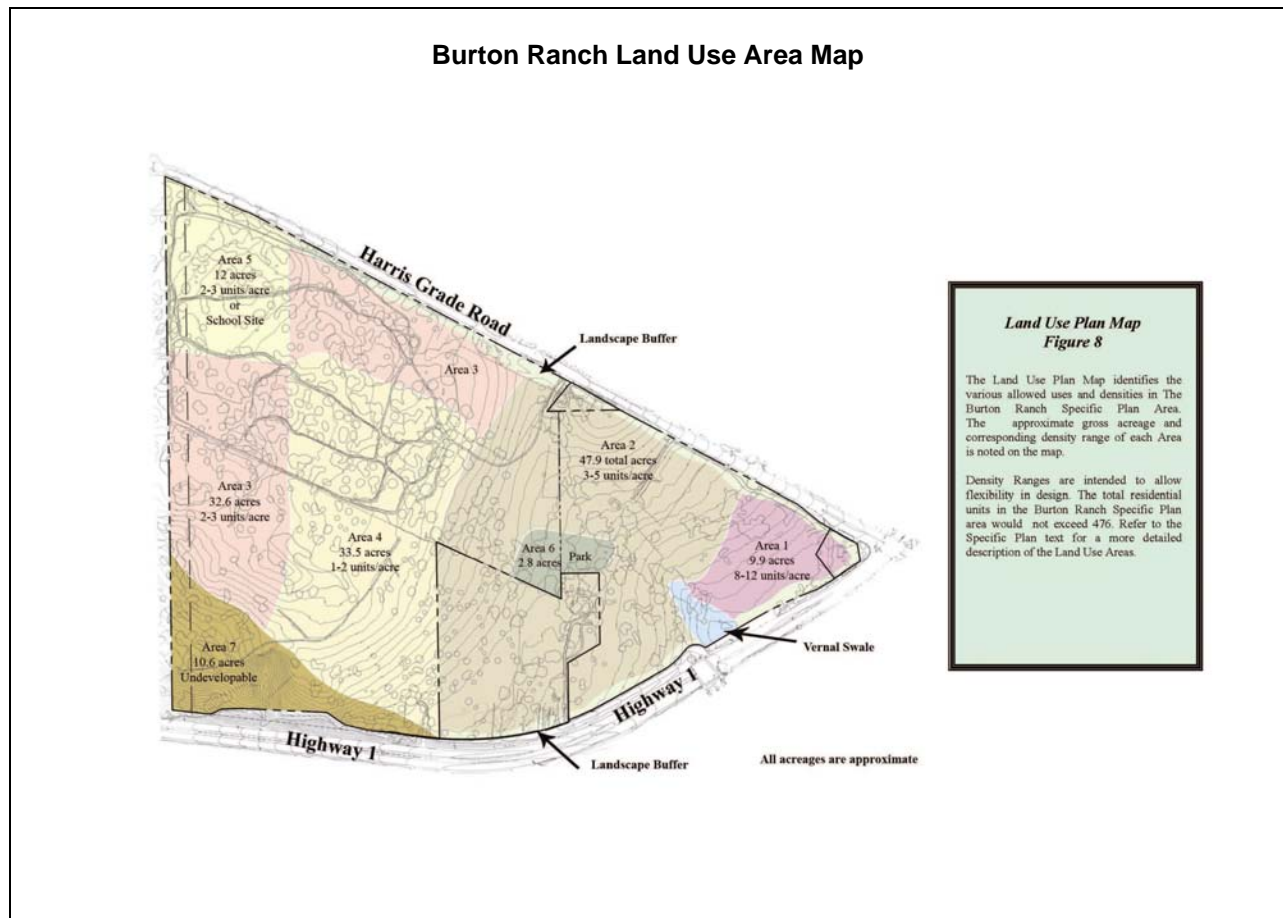 Burton Ranch Land Use Area Map
Harris Grade Road
Landscape Buffer
Area 5
12 acres
2-3 units/acre
or
School Site
Area 3
Area 2
47.9 total acres
3-5 units/acre
Area 3
32.6 acres
2-3 units/acre
Area 4
33.5 acres
1-2 units/acre
Area 6
2.8 acres
Park
Area 1
9.9 acres
8-12 units/acre
Vernal Swale
Area 7
10.6 acres
Undevelopable
Highway 1
Highway 1
Landscape Buffer
All acreages are approximate
Land Use Plan Map
Figure 8
The Land Use Plan Map identifies the
various allowed uses and densities in The
Burton Ranch Specific Plan Area.
The approximate gross acreage and
corresponding density range of each Area
is noted on the map.
Density Ranges are intended to allow
flexibility in design. The total residential
units in the Burton Ranch Specific Plan
area would not exceed 476. Refer to the
Specific Plan text for a more detailed
description of the Land Use Areas.